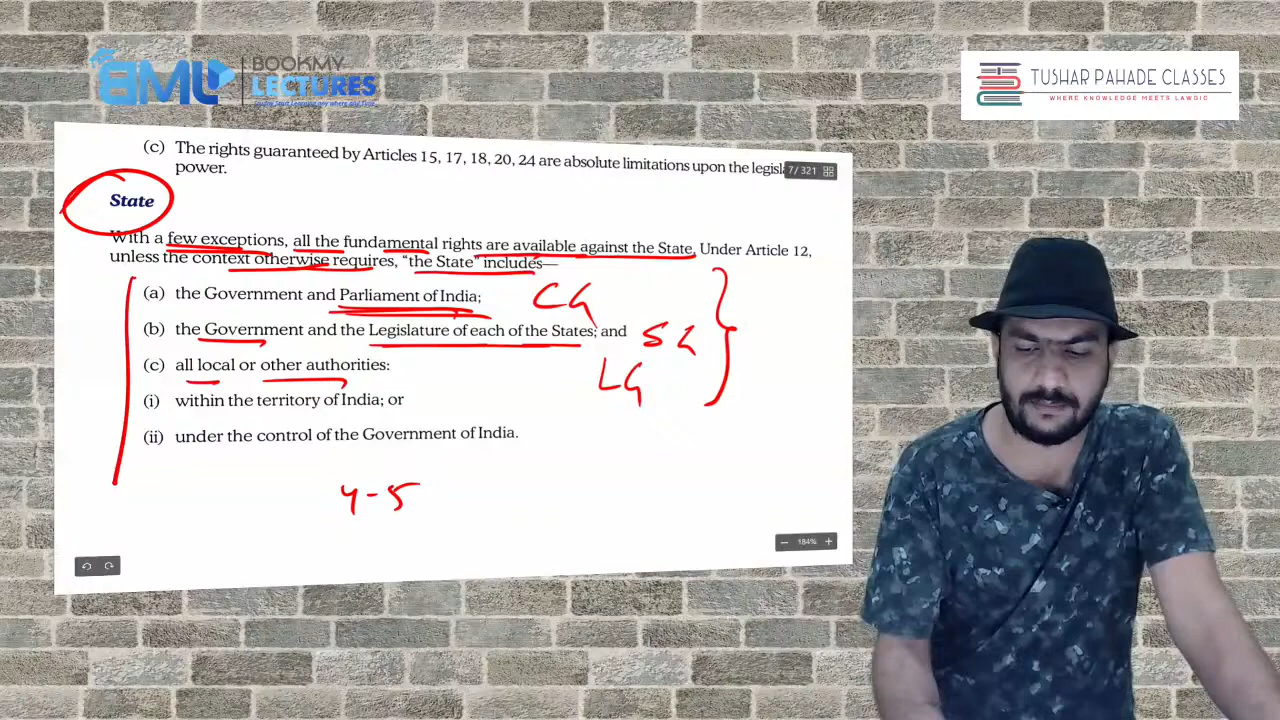 BML
BOOKMY
LECTURES
TUSHAR PAHADE CLASSES
WHERE KNOWLEDGE MEETS LAWGIC
(c) The rights guaranteed by Articles 15, 17, 18, 20, 24 are absolute limitations upon the legisl
power.
7 / 321
State
With a few exceptions, all the fundamental rights are available against the State. Under Article 12,
unless the context otherwise requires, “the State” includes—
(a) the Government and Parliament of India; CG
(b) the Government and the Legislature of each of the States; and SG
(c) all local or other authorities: LG
(i) within the territory of India; or
(ii) under the control of the Government of India.
4-5
184%